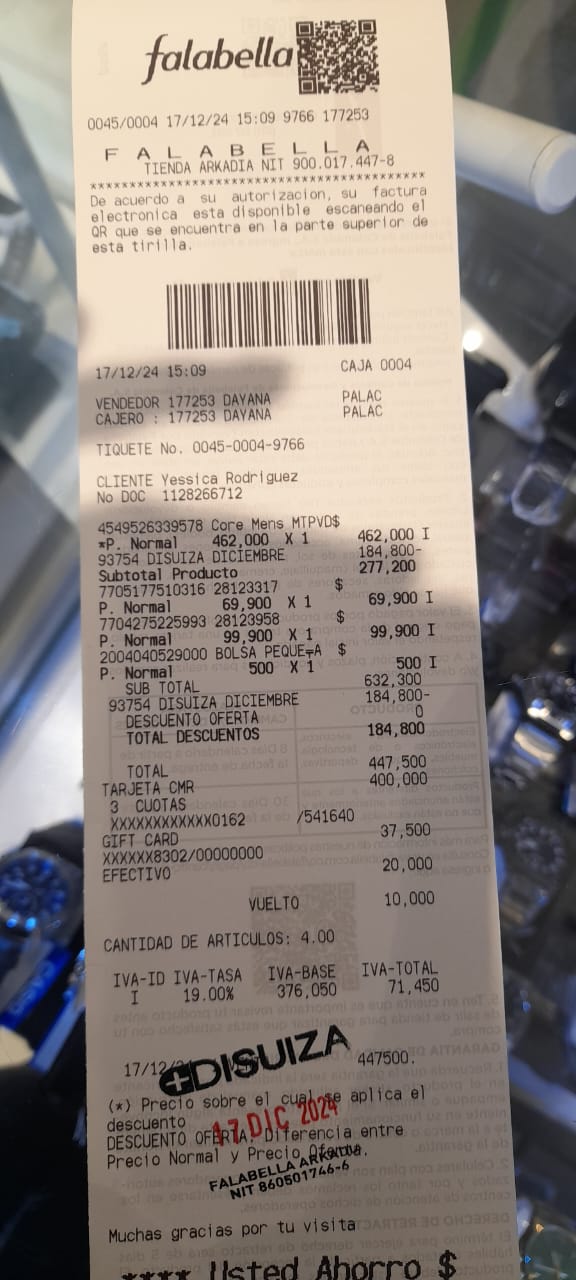 falabella
0045/0004 17/12/24 15:09 9766 177253
F A L A B E L L A
TIENDA ARKADIA NIT 900.017.447-8
********************************************
De acuerdo a su autorizacion, su factura
electronica esta disponible escaneando el
QR que se encuentra en la parte superior de
esta tirilla.
17/12/24 15:09 CAJA 0004
VENDEDOR 177253 DAYANA PALAC
CAJERO : 177253 DAYANA PALAC
TIQUETE No. 0045-0004-9766
CLIENTE Yessica Rodriguez
No DOC 1128266712
4549526339578 Core Mens MTPVD$
*P. Normal 462,000 X 1 462,000 I
93754 DISUIZA DICIEMBRE 184,800-
Subtotal Producto 277,200
7705177510316 28123317 $
P. Normal 69,900 X 1 69,900 I
7704275225993 28123958 $
P. Normal 99,900 X 1 99,900 I
2004040529000 BOLSA PEQUE╤A $
P. Normal 500 X 1 500 I
SUB TOTAL 632,300
93754 DISUIZA DICIEMBRE 184,800-
DESCUENTO OFERTA 0
TOTAL DESCUENTOS 184,800
TOTAL 447,500
TARJETA CMR 400,000
3 CUOTAS
XXXXXXXXXXXX0162 /541640
GIFT CARD 37,500
XXXXXX8302/00000000
EFECTIVO 20,000
VUELTO 10,000
CANTIDAD DE ARTICULOS: 4.00
IVA-ID IVA-TASA IVA-BASE IVA-TOTAL
I 19.00% 376,050 71,450
17/12/24 447500.
DISUIZA
(*) Precio sobre el cual se aplica el
descuento
17 DIC 2024
DESCUENTO OFERTA: Diferencia entre
Precio Normal y Precio Oferta.
FALABELLA ARKADIA
NIT 860501746-6
Muchas gracias por tu visita
**** Usted Ahorro $